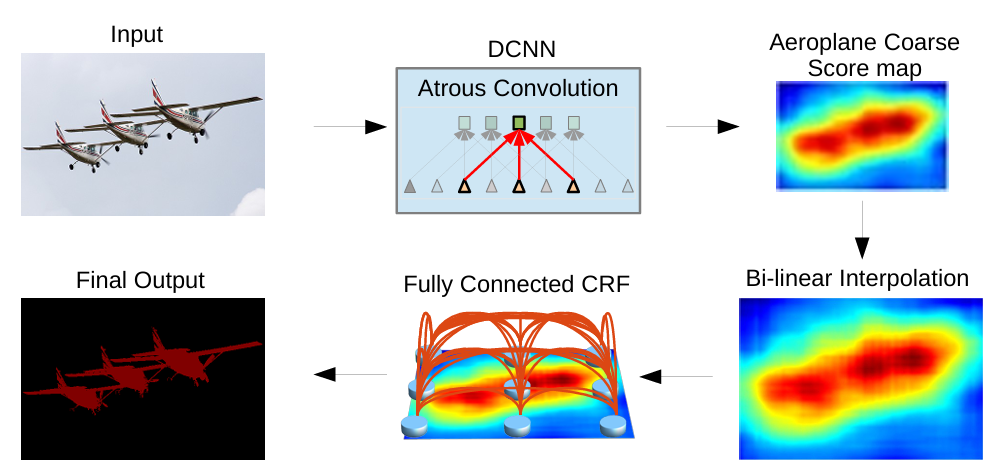 Input
DCNN
Atrous Convolution
Aeroplane Coarse
Score map
Bi-linear Interpolation
Fully Connected CRF
Final Output